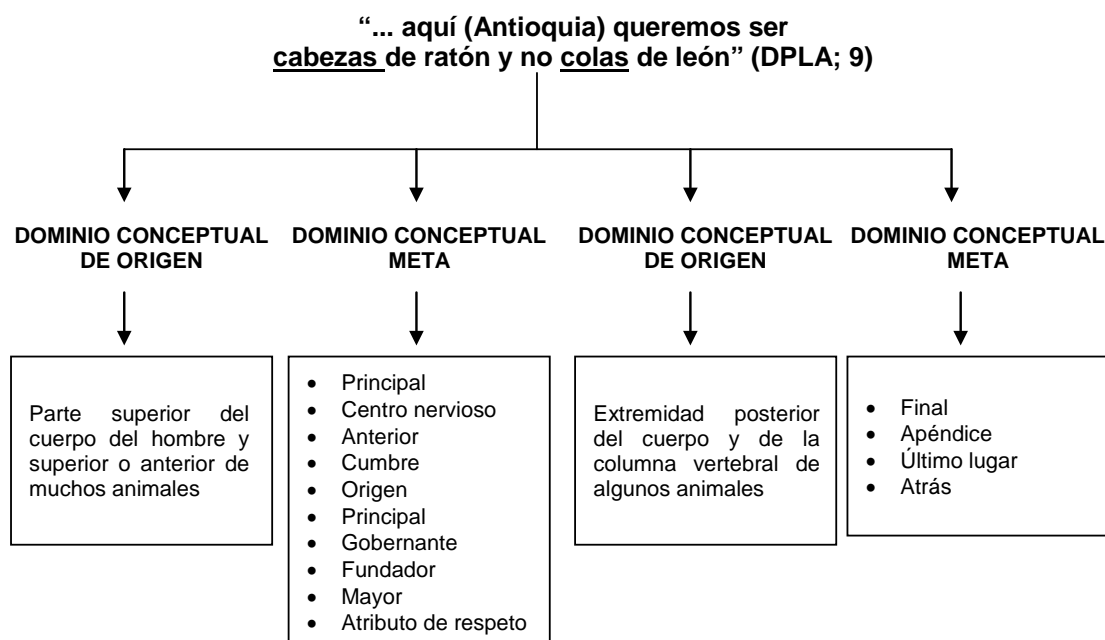 “... aquí (Antioquia) queremos ser
cabezas de ratón y no colas de león” (DPLA; 9)
DOMINIO CONCEPTUAL
DE ORIGEN
DOMINIO CONCEPTUAL
META
DOMINIO CONCEPTUAL
DE ORIGEN
DOMINIO CONCEPTUAL
META
Parte superior del
cuerpo del hombre y
superior o anterior de
muchos animales
• Principal
• Centro nervioso
• Anterior
• Cumbre
• Origen
• Principal
• Gobernante
• Fundador
• Mayor
• Atributo de respeto
Extremidad posterior
del cuerpo y de la
columna vertebral de
algunos animales
• Final
• Apéndice
• Último lugar
• Atrás